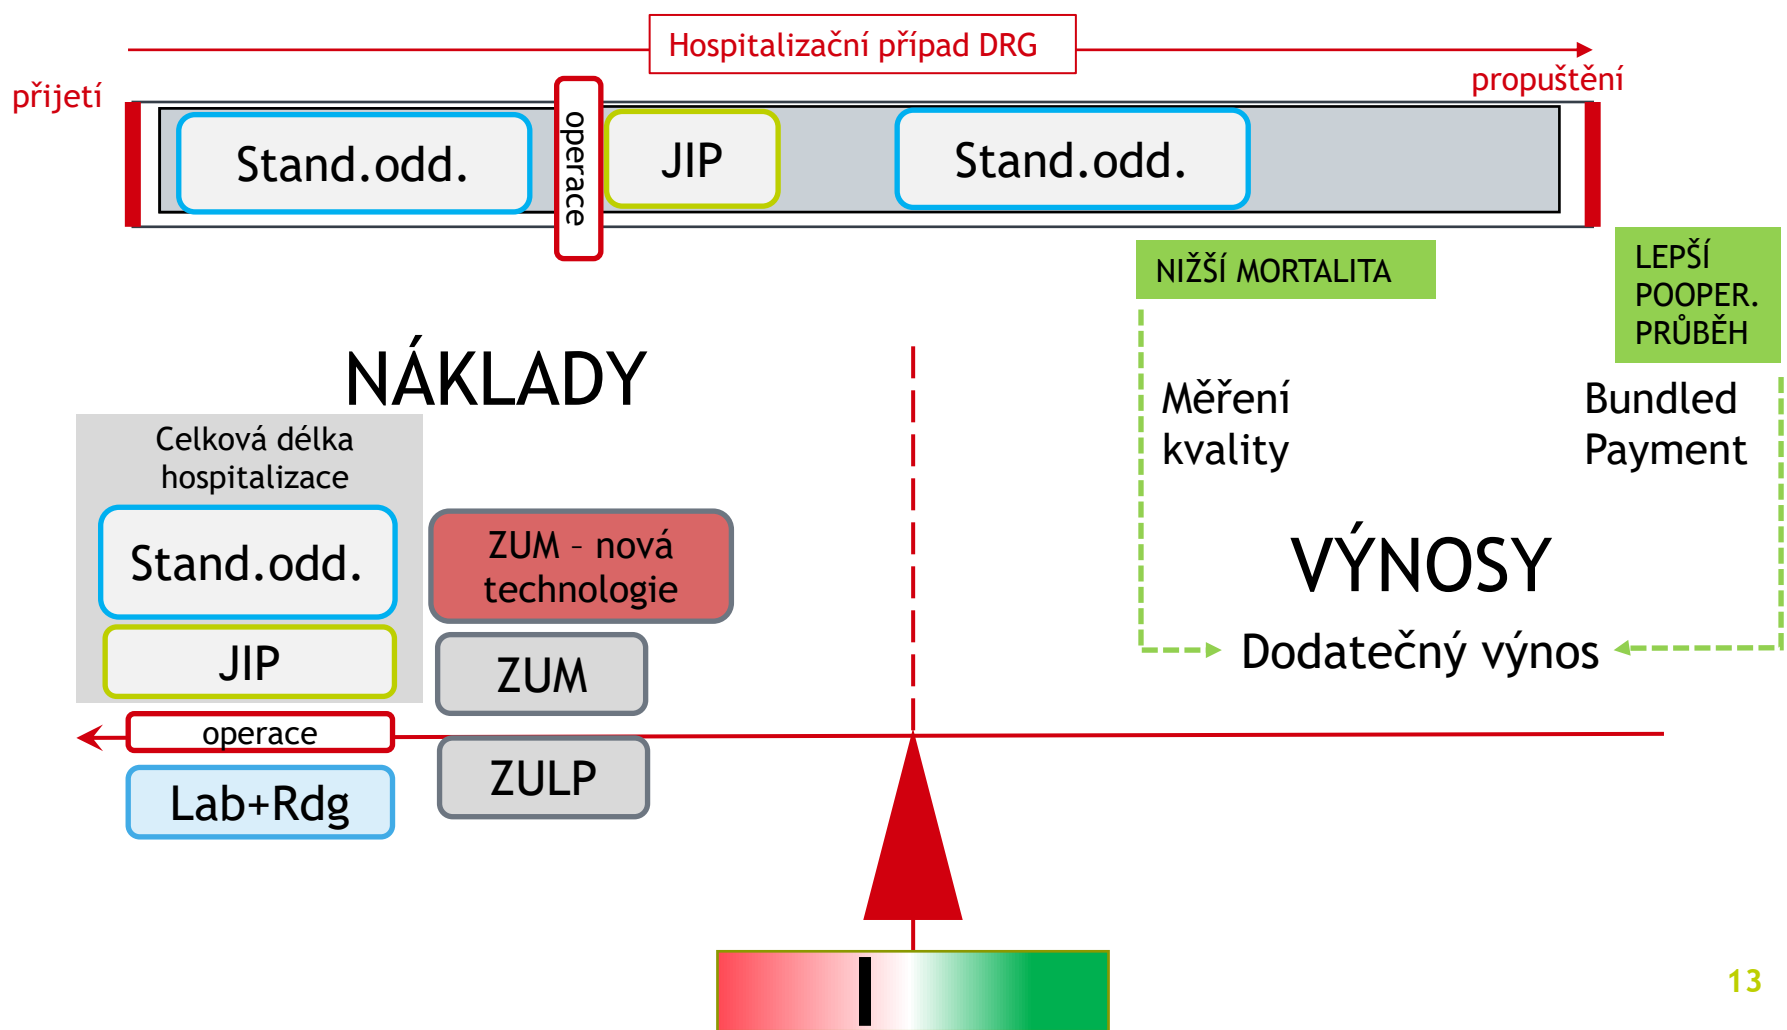 Hospitalizační případ DRG
přijetí
propuštění
Stand.odd.
operace
JIP
Stand.odd.
NIŽŠÍ MORTALITA
LEPŠÍ
POOPER.
PRŮBĚH
NÁKLADY
Měření
kvality
Bundled
Payment
Celková délka
hospitalizace
Stand.odd.
ZUM – nová
technologie
VÝNOSY
JIP
ZUM
Dodatečný výnos
operace
ZULP
Lab+Rdg
13